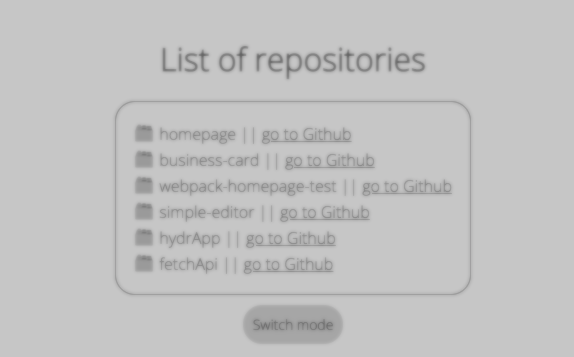 List of repositories
homepage || go to Github
business-card || go to Github
webpack-homepage-test || go to Github
simple-editor || go to Github
hydrApp || go to Github
fetchApi || go to Github
Switch mode